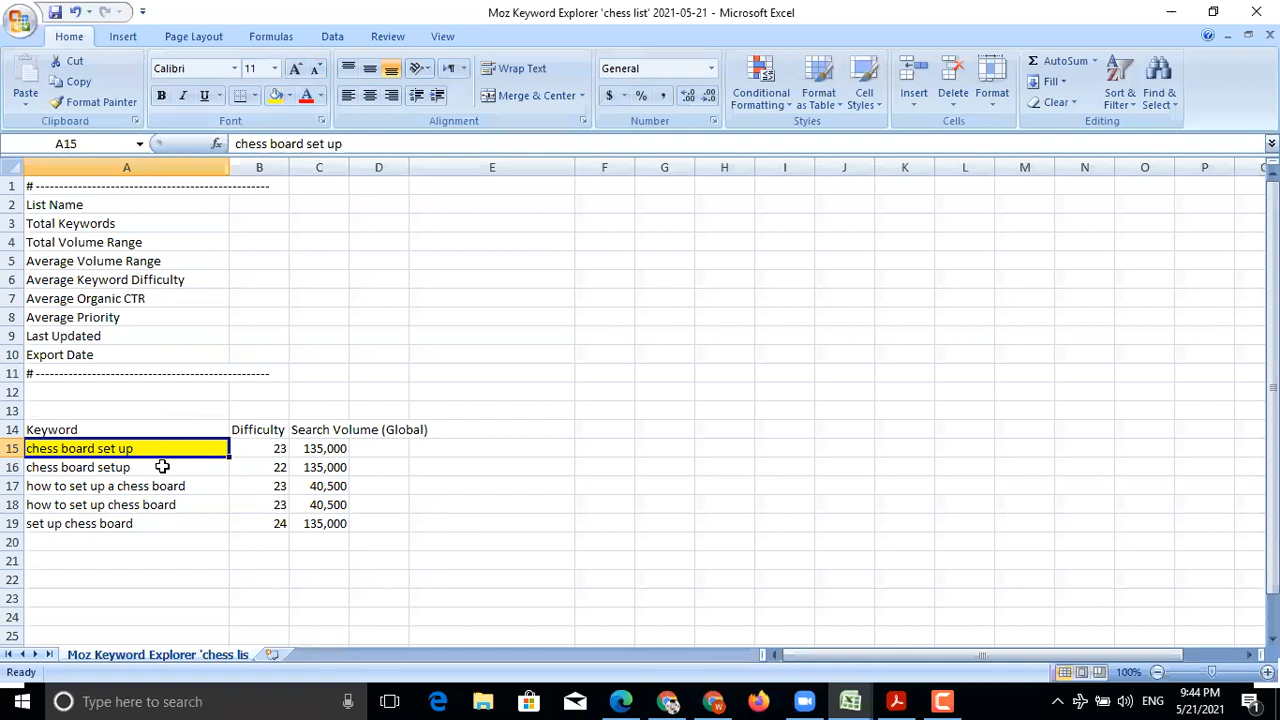 Moz Keyword Explorer 'chess list' 2021-05-21 - Microsoft Excel
Home Insert Page Layout Formulas Data Review View
Paste Cut Copy Format Painter Clipboard
Calibri 11 B I U A Font
Wrap Text Merge & Center Alignment
General $ % , Number
Conditional Formatting Format as Table Cell Styles Styles
Insert Delete Format Cells
Σ AutoSum Fill Clear Sort & Filter Find & Select Editing
A15 fx chess board set up
A B C D E F G H I J K L M N O P
1 # --------------------------------------------------
2 List Name
3 Total Keywords
4 Total Volume Range
5 Average Volume Range
6 Average Keyword Difficulty
7 Average Organic CTR
8 Average Priority
9 Last Updated
10 Export Date
11 # --------------------------------------------------
12
13
14 Keyword Difficulty Search Volume (Global)
15 chess board set up 23 135,000
16 chess board setup 22 135,000
17 how to set up a chess board 23 40,500
18 how to set up chess board 23 40,500
19 set up chess board 24 135,000
20
21
22
23
24
25
Moz Keyword Explorer 'chess lis
Ready 100%
Type here to search ENG 9:44 PM
5/21/2021